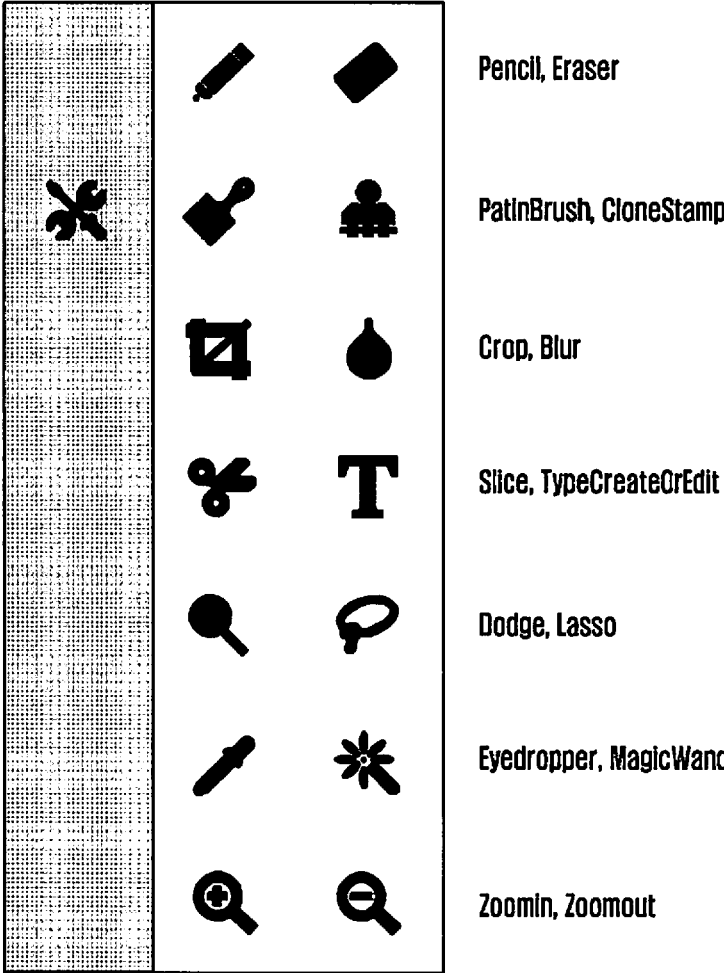 Pencil, Eraser
PatinBrush, CloneStamp
Crop, Blur
Slice, TypeCreateOrEdit
Dodge, Lasso
Eyedropper, MagicWand
Zoomin, Zoomout